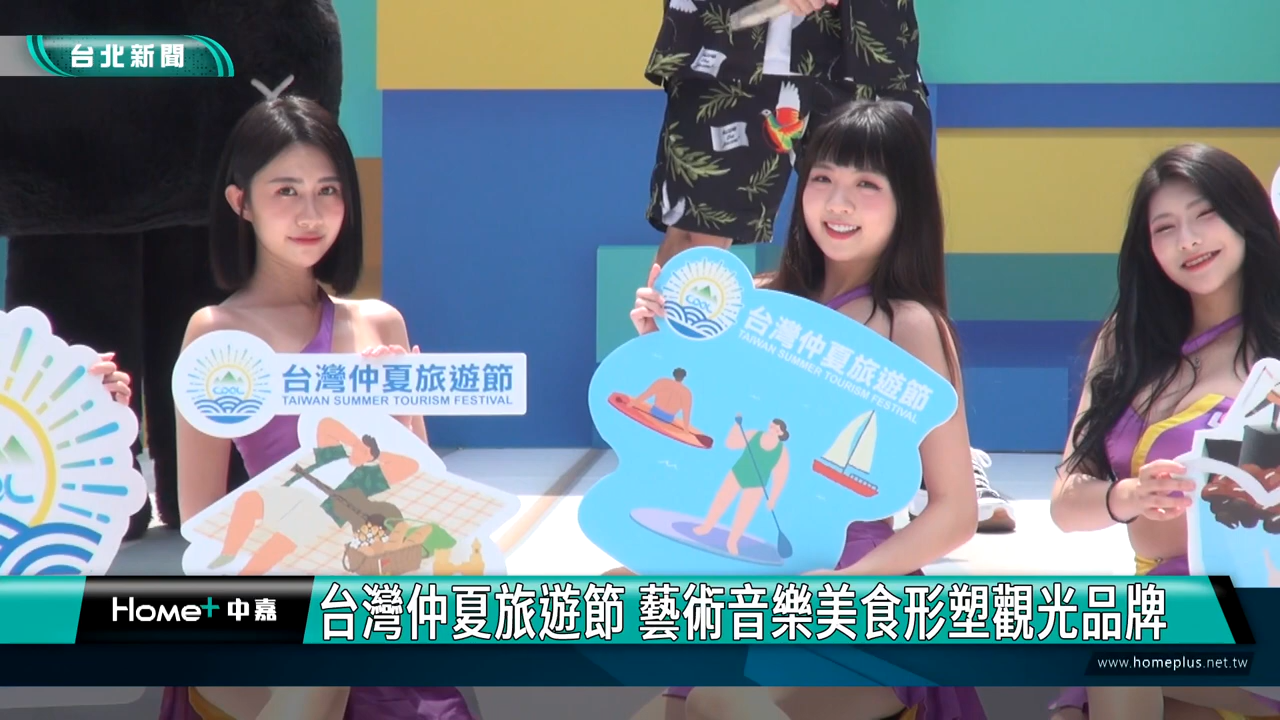 台北新聞
COOL
台灣仲夏旅遊節
TAIWAN SUMMER TOURISM FESTIVAL
COOL
台灣仲夏旅遊節
TAIWAN SUMMER TOURISM FESTIVAL
Home+ 中嘉
台灣仲夏旅遊節 藝術音樂美食形塑觀光品牌
www.homeplus.net.tw